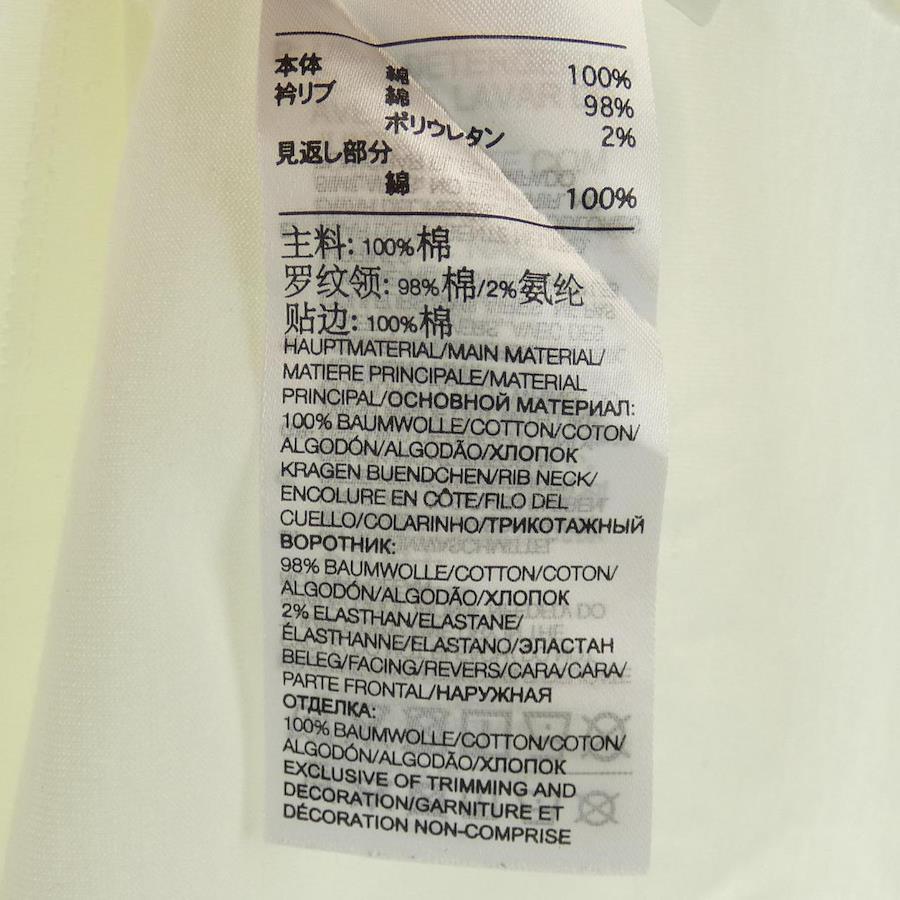 本体 綿 100%
衿リブ 綿 98%
ポリウレタン 2%
見返し部分
綿 100%
主料: 100%棉
罗纹领: 98%棉/2%氨纶
贴边: 100%棉
HAUPTMATERIAL/MAIN MATERIAL/
MATIERE PRINCIPALE/MATERIAL
PRINCIPAL/ОСНОВНОЙ МАТЕРИАЛ:
100% BAUMWOLLE/COTTON/COTON/
ALGODÓN/ALGODÃO/ХЛОПОК
KRAGEN BUENDCHEN/RIB NECK/
ENCOLURE EN CÔTE/FILO DEL
CUELLO/COLARINHO/ТРИКОТАЖНЫЙ
ВОРОТНИК:
98% BAUMWOLLE/COTTON/COTON/
ALGODÓN/ALGODÃO/ХЛОПОК
2% ELASTHAN/ELASTANE/
ÉLASTHANNE/ELASTANO/ЭЛАСТАН
BELEG/FACING/REVERS/CARA/CARA/
PARTE FRONTAL/НАРУЖНАЯ
ОТДЕЛКА:
100% BAUMWOLLE/COTTON/COTON/
ALGODÓN/ALGODÃO/ХЛОПОК
EXCLUSIVE OF TRIMMING AND
DECORATION/GARNITURE ET
DÉCORATION NON-COMPRISE